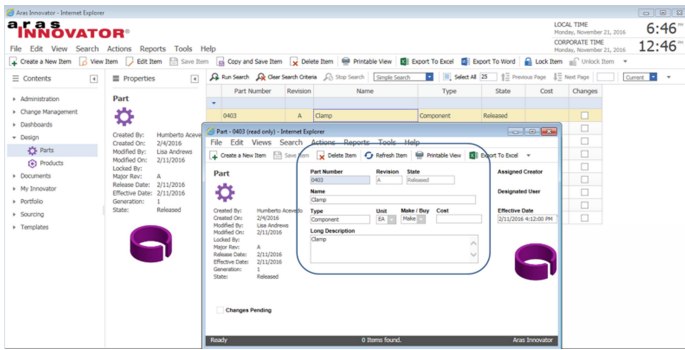 Aras Innovator - Internet Explorer
aras
INNOVATOR®
LOCAL TIME
Monday, November 21, 2016
6:46
CORPORATE TIME
Monday, November 21, 2016
12:46
File Edit View Search Actions Reports Tools Help
Create a New Item View Item Edit Item Save Item Copy and Save Item Delete Item Printable View Export To Excel Export To Word Lock Item Unlock Item
Contents
Properties
Run Search Clear Search Criteria Stop Search Simple Search Select All 25 Previous Page Next Page Current
Administration
Change Management
Dashboards
Design
Parts
Products
Documents
My Innovator
Portfolio
Sourcing
Templates
Part
Created By: Humberto Aceved
Created On: 2/4/2016
Modified By: Lisa Andrews
Modified On: 2/11/2016
Locked By:
Major Rev: A
Release Date: 2/11/2016
Effective Date: 2/11/2016
Generation: 1
State: Released
Part Number Revision Name Type State Cost Changes
0403 A Clamp Component Released
Part - 0403 (read only) - Internet Explorer
File Edit Views Search Actions Reports Tools Help
Create a New Item Save Item Delete Item Refresh Item Printable View Export To Excel
Part
Created By: Humberto Acevedo
Created On: 2/4/2016
Modified By: Lisa Andrews
Modified On: 2/11/2016
Locked By:
Major Rev: A
Release Date: 2/11/2016
Effective Date: 2/11/2016
Generation: 1
State: Released
Part Number Revision State
0403 A Released
Name
Clamp
Type Unit Make / Buy Cost
Component EA Make
Long Description
Clamp
Assigned Creator
Designated User
Effective Date
2/11/2016 4:12:00 PM
Changes Pending
Ready 0 Items found. Aras Innovator